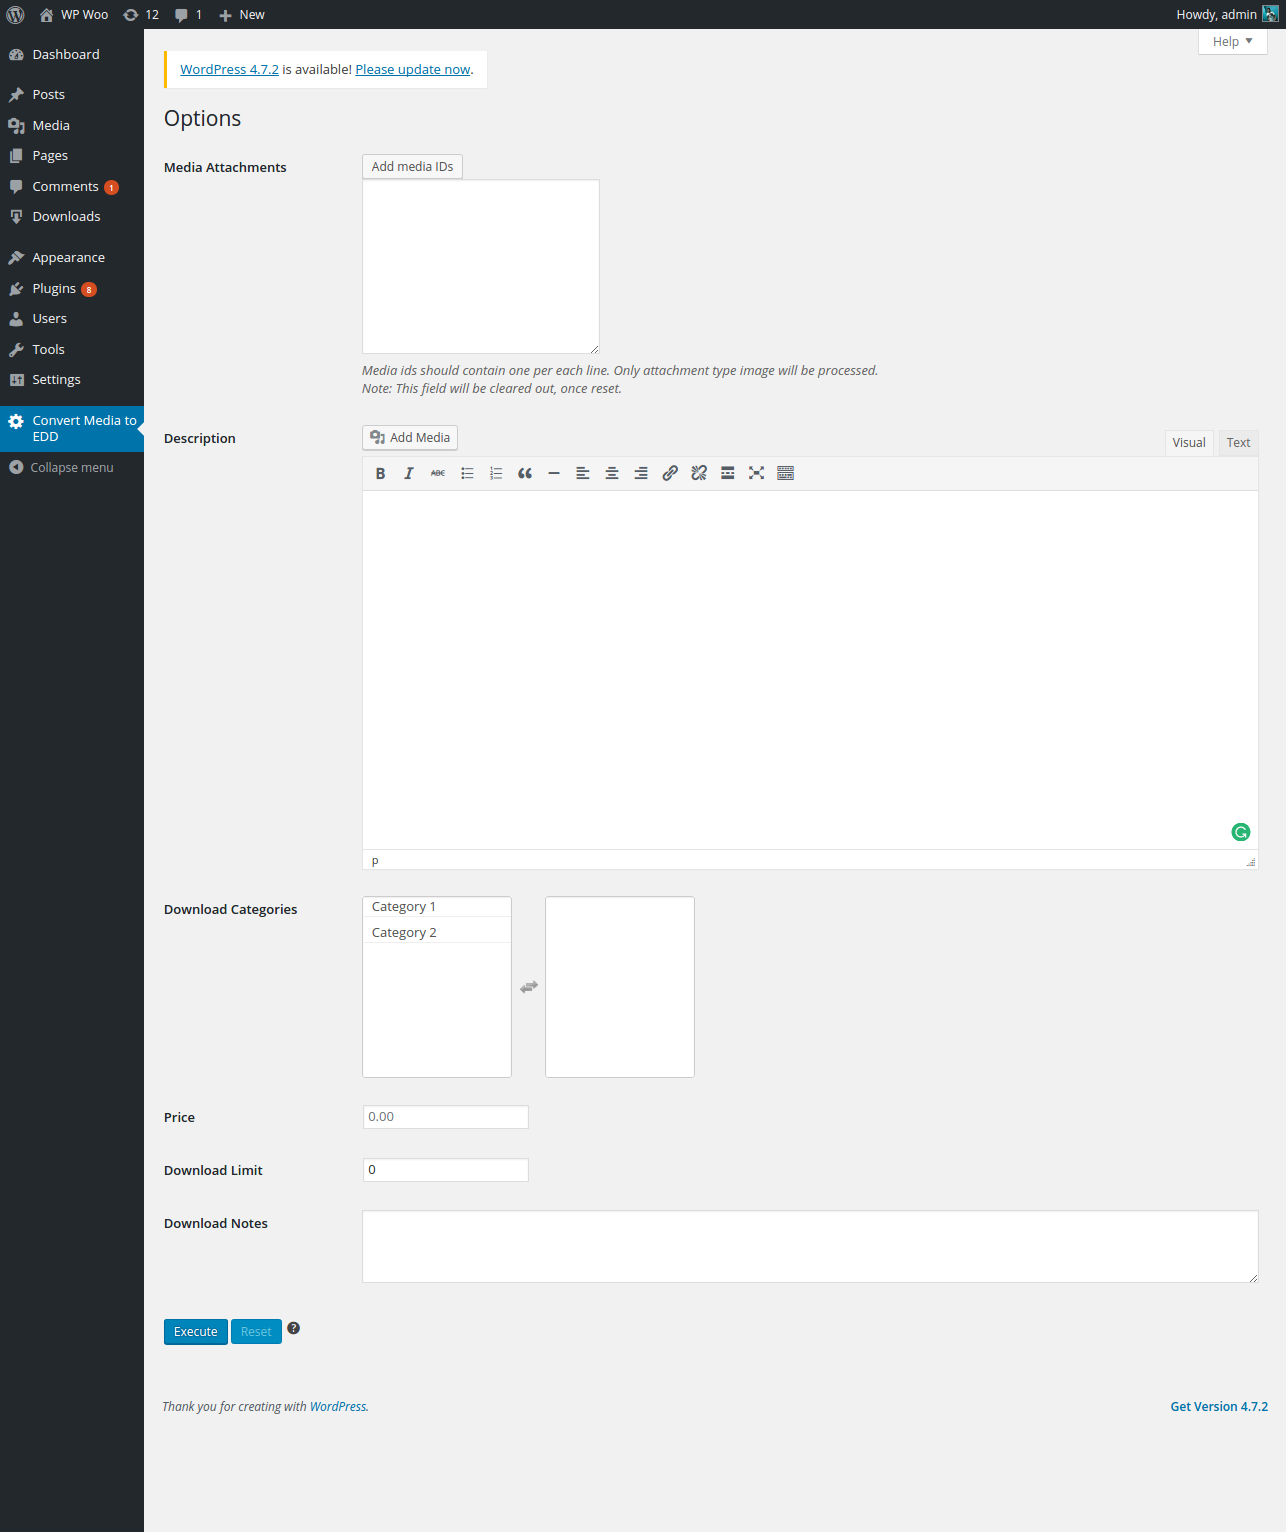 WP Woo 12 1 New Howdy, admin
Help
Dashboard
Posts
Media
Pages
Comments 1
Downloads
Appearance
Plugins 8
Users
Tools
Settings
Convert Media to
EDD
Collapse menu
WordPress 4.7.2 is available! Please update now.
Options
Media Attachments
Add media IDs
Media ids should contain one per each line. Only attachment type image will be processed.
Note: This field will be cleared out, once reset.
Description
Add Media
Visual Text
B I ABC
p
Download Categories
Category 1
Category 2
Price
0.00
Download Limit
0
Download Notes
Execute Reset ?
Thank you for creating with WordPress.
Get Version 4.7.2